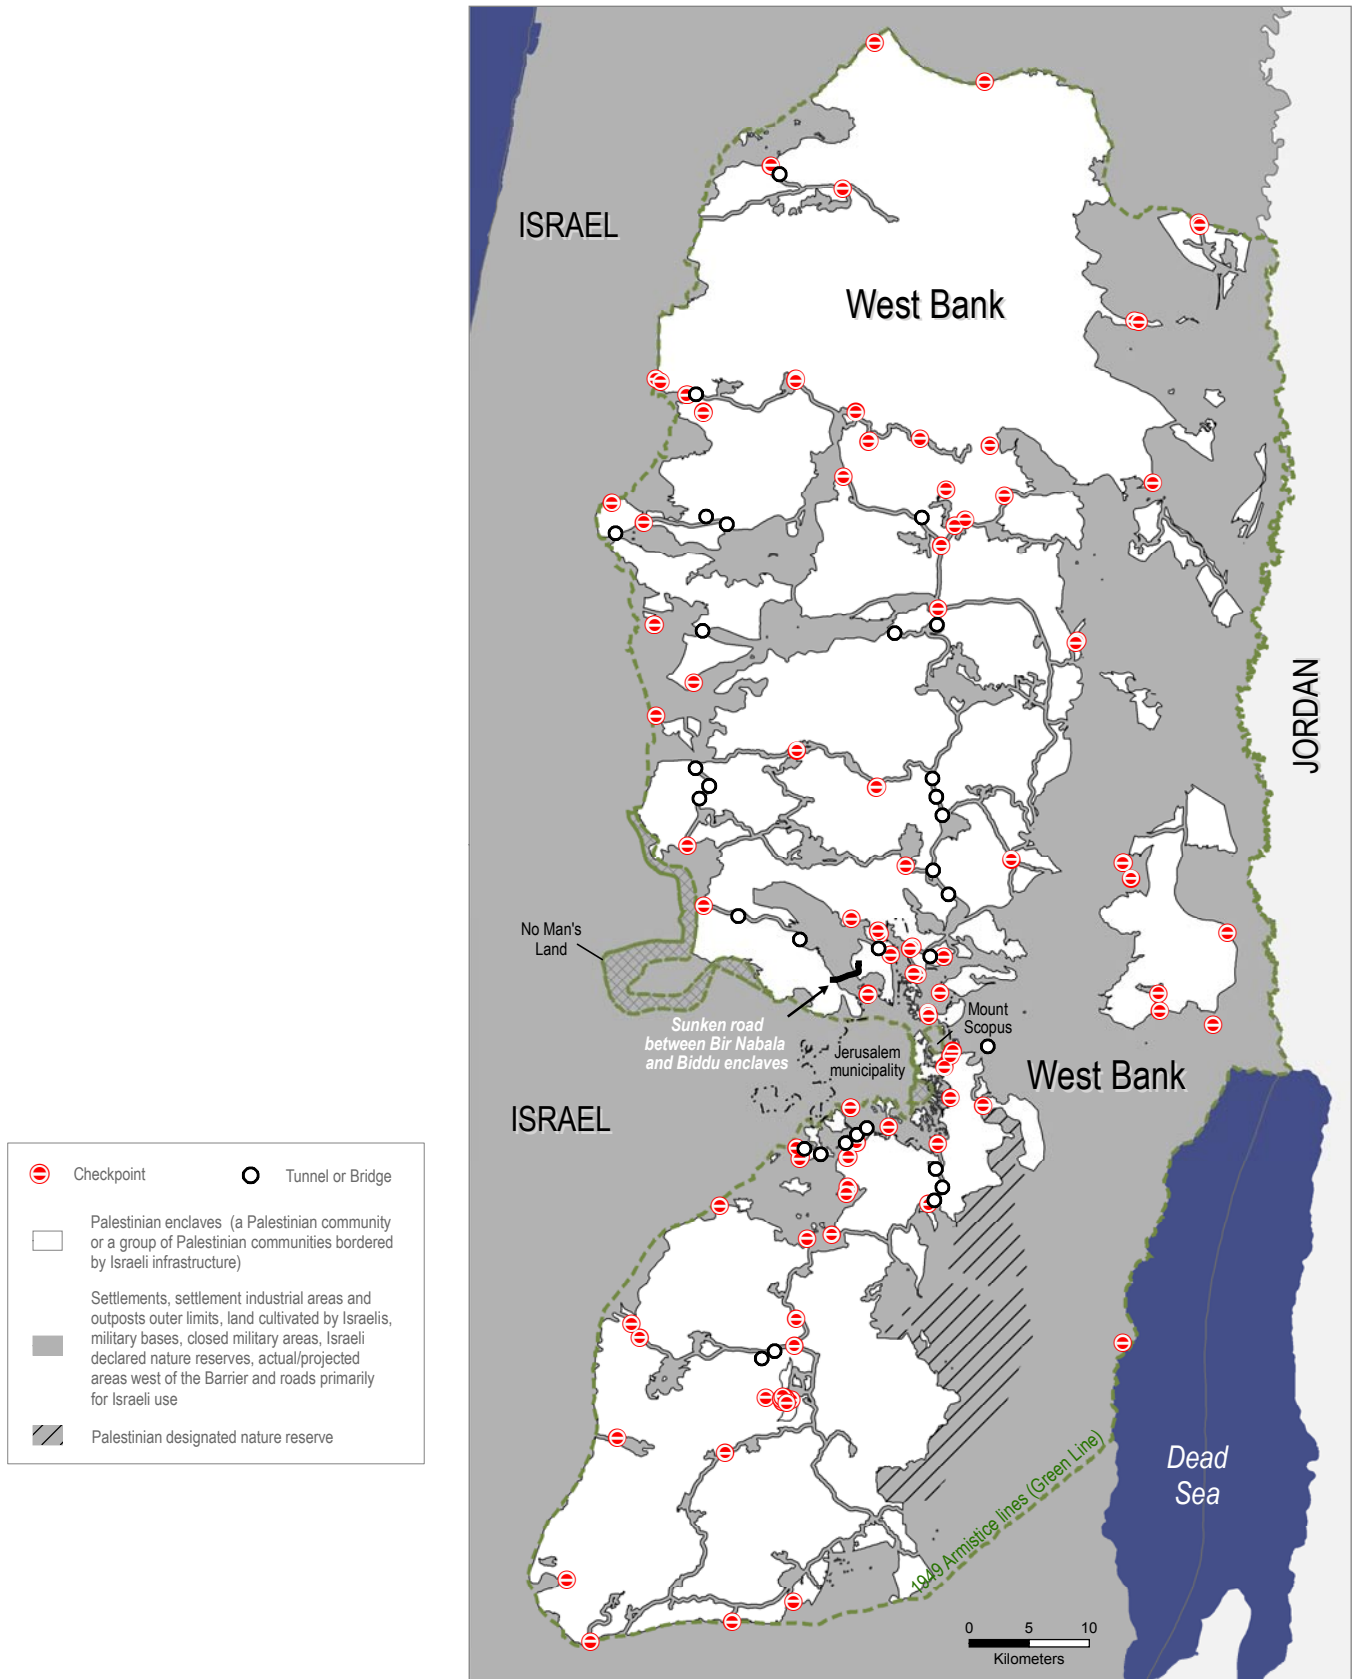 ISRAEL
West Bank
JORDAN
No Man's
Land
Sunken road
between Bir Nabala
and Biddu enclaves
Mount
Scopus
Jerusalem
municipality
West Bank
ISRAEL
Checkpoint
Tunnel or Bridge
Palestinian enclaves (a Palestinian community
or a group of Palestinian communities bordered
by Israeli infrastructure)
Settlements, settlement industrial areas and
outposts outer limits, land cultivated by Israelis,
military bases, closed military areas, Israeli
declared nature reserves, actual/projected
areas west of the Barrier and roads primarily
for Israeli use
Palestinian designated nature reserve
Dead
Sea
1949 Armistice lines (Green Line)
0 5 10
Kilometers